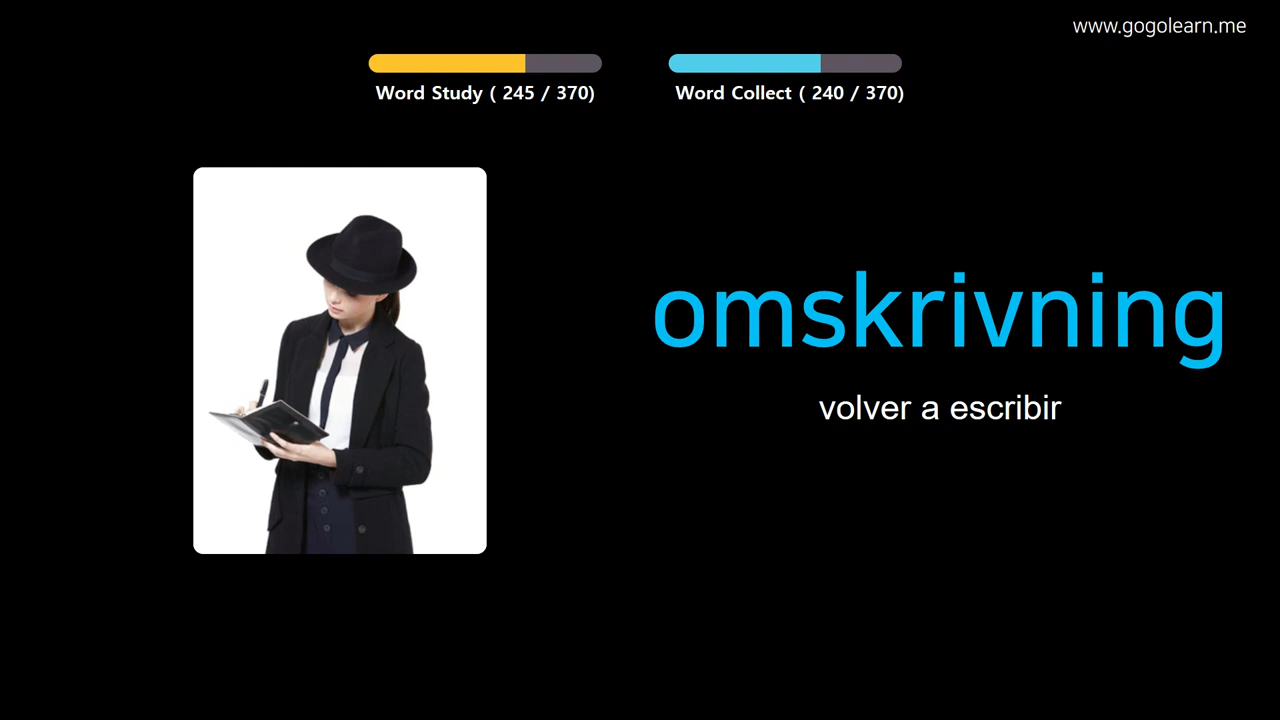 www.gogolearn.me
Word Study ( 245 / 370)
Word Collect ( 240 / 370)
omskrivning
volver a escribir